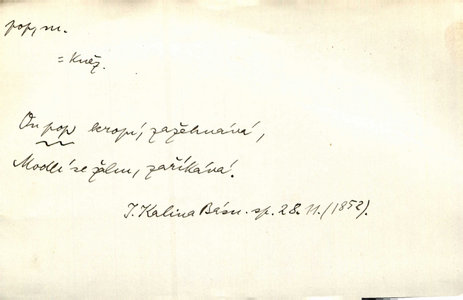 pop, m.
= Kněz.
On pop kropí, zažehnává,
Modlí se žalm, zaříkává.
J. Kalina Básn. sp. 28. 11. (1852).